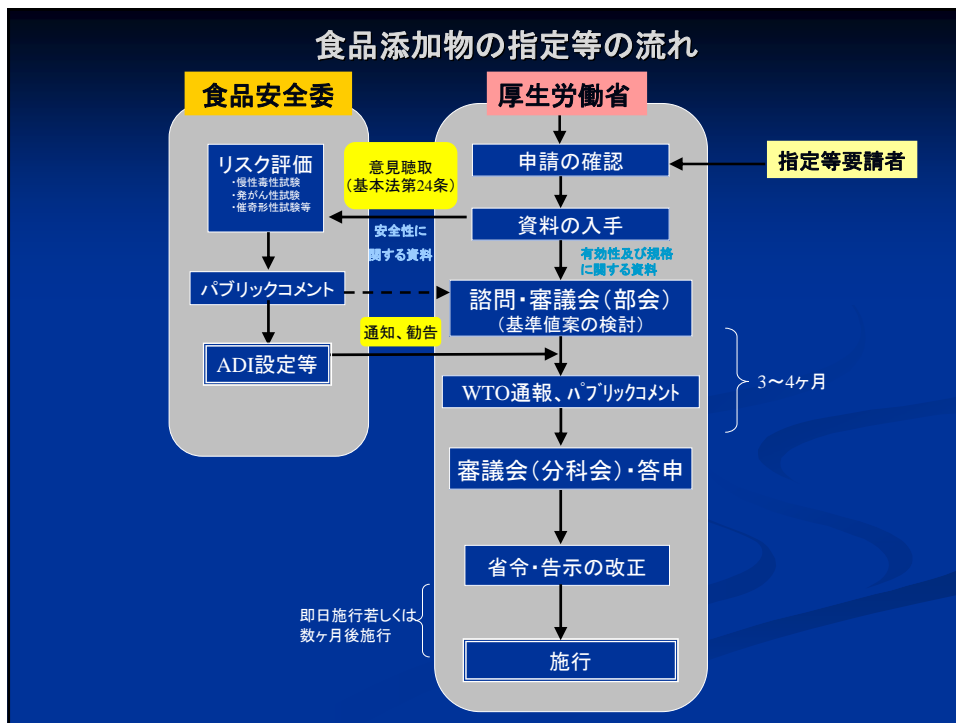 食品添加物の指定等の流れ
食品安全委
厚生労働省
リスク評価
・慢性毒性試験
・発がん性試験
・催奇形性試験等
意見聴取
(基本法第24条)
申請の確認
指定等要請者
資料の入手
安全性に
関する資料
有効性及び規格
に関する資料
パブリックコメント
諮問・審議会(部会)
(基準値案の検討)
通知、勧告
ADI設定等
WTO通報、パブリックコメント
3~4ヶ月
審議会(分科会)・答申
省令・告示の改正
即日施行若しくは
数ヶ月後施行
施行